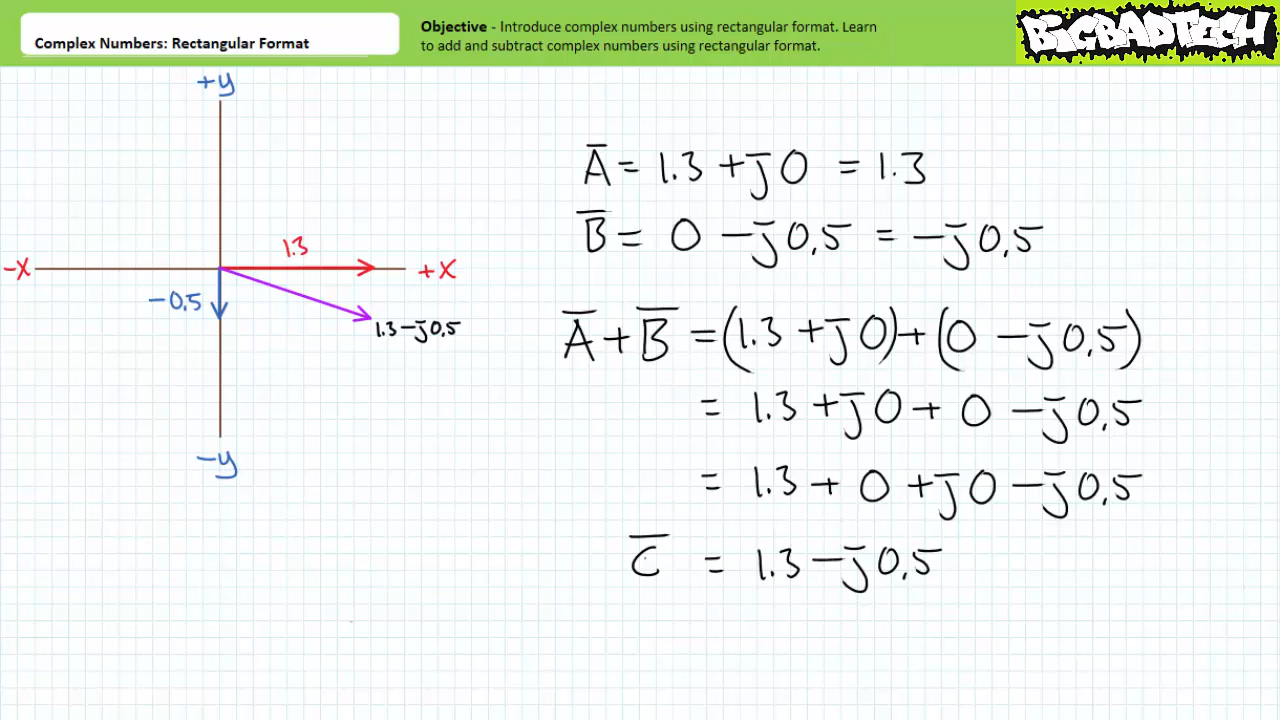 Complex Numbers: Rectangular Format
Objective - Introduce complex numbers using rectangular format. Learn
to add and subtract complex numbers using rectangular format.
BIGBADTECH
+y
1.3
-X
+X
-0.5
1.3-j0.5
-y
A̅ = 1.3 +j0 = 1.3
B̅ = 0 -j0.5 = -j0.5
A̅ + B̅ = (1.3 +j0) + (0 -j0.5)
= 1.3 +j0 + 0 -j0.5
= 1.3 + 0 +j0 -j0.5
C̅ = 1.3 -j0.5